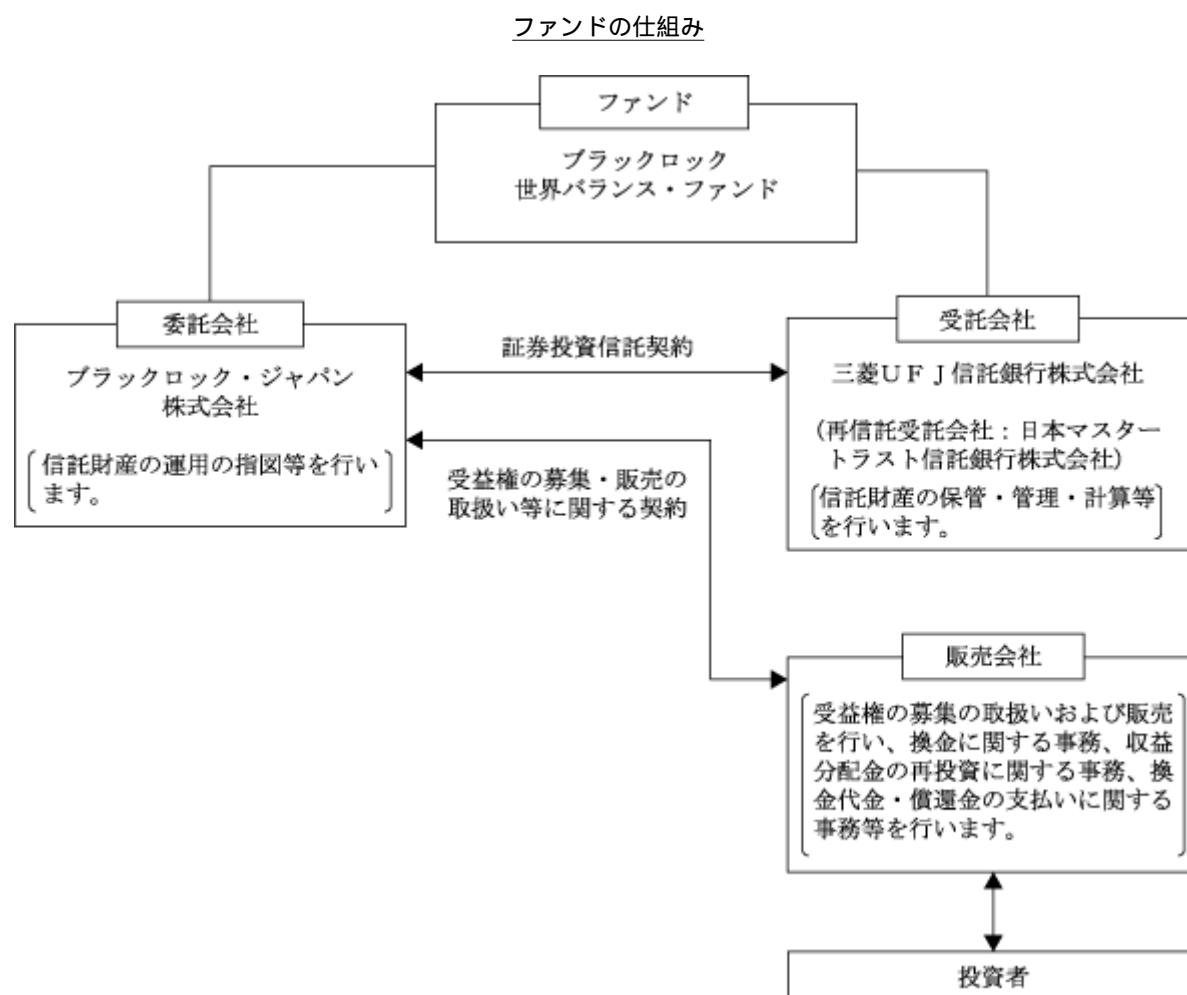 ファンドの仕組み
ファンド
ブラックロック
世界バランス・ファンド
委託会社
ブラックロック・ジャパン
株式会社
信託財産の運用の指図等を行い
ます。
証券投資信託契約
受益権の募集・販売の
取扱い等に関する契約
受託会社
三菱ＵＦＪ信託銀行株式会社
（再信託受託会社：日本マスター
トラスト信託銀行株式会社）
信託財産の保管・管理・計算等
を行います。
販売会社
受益権の募集の取扱いおよび販売
を行い、換金に関する事務、収益
分配金の再投資に関する事務、換
金代金・償還金の支払いに関する
事務等を行います。
投資者